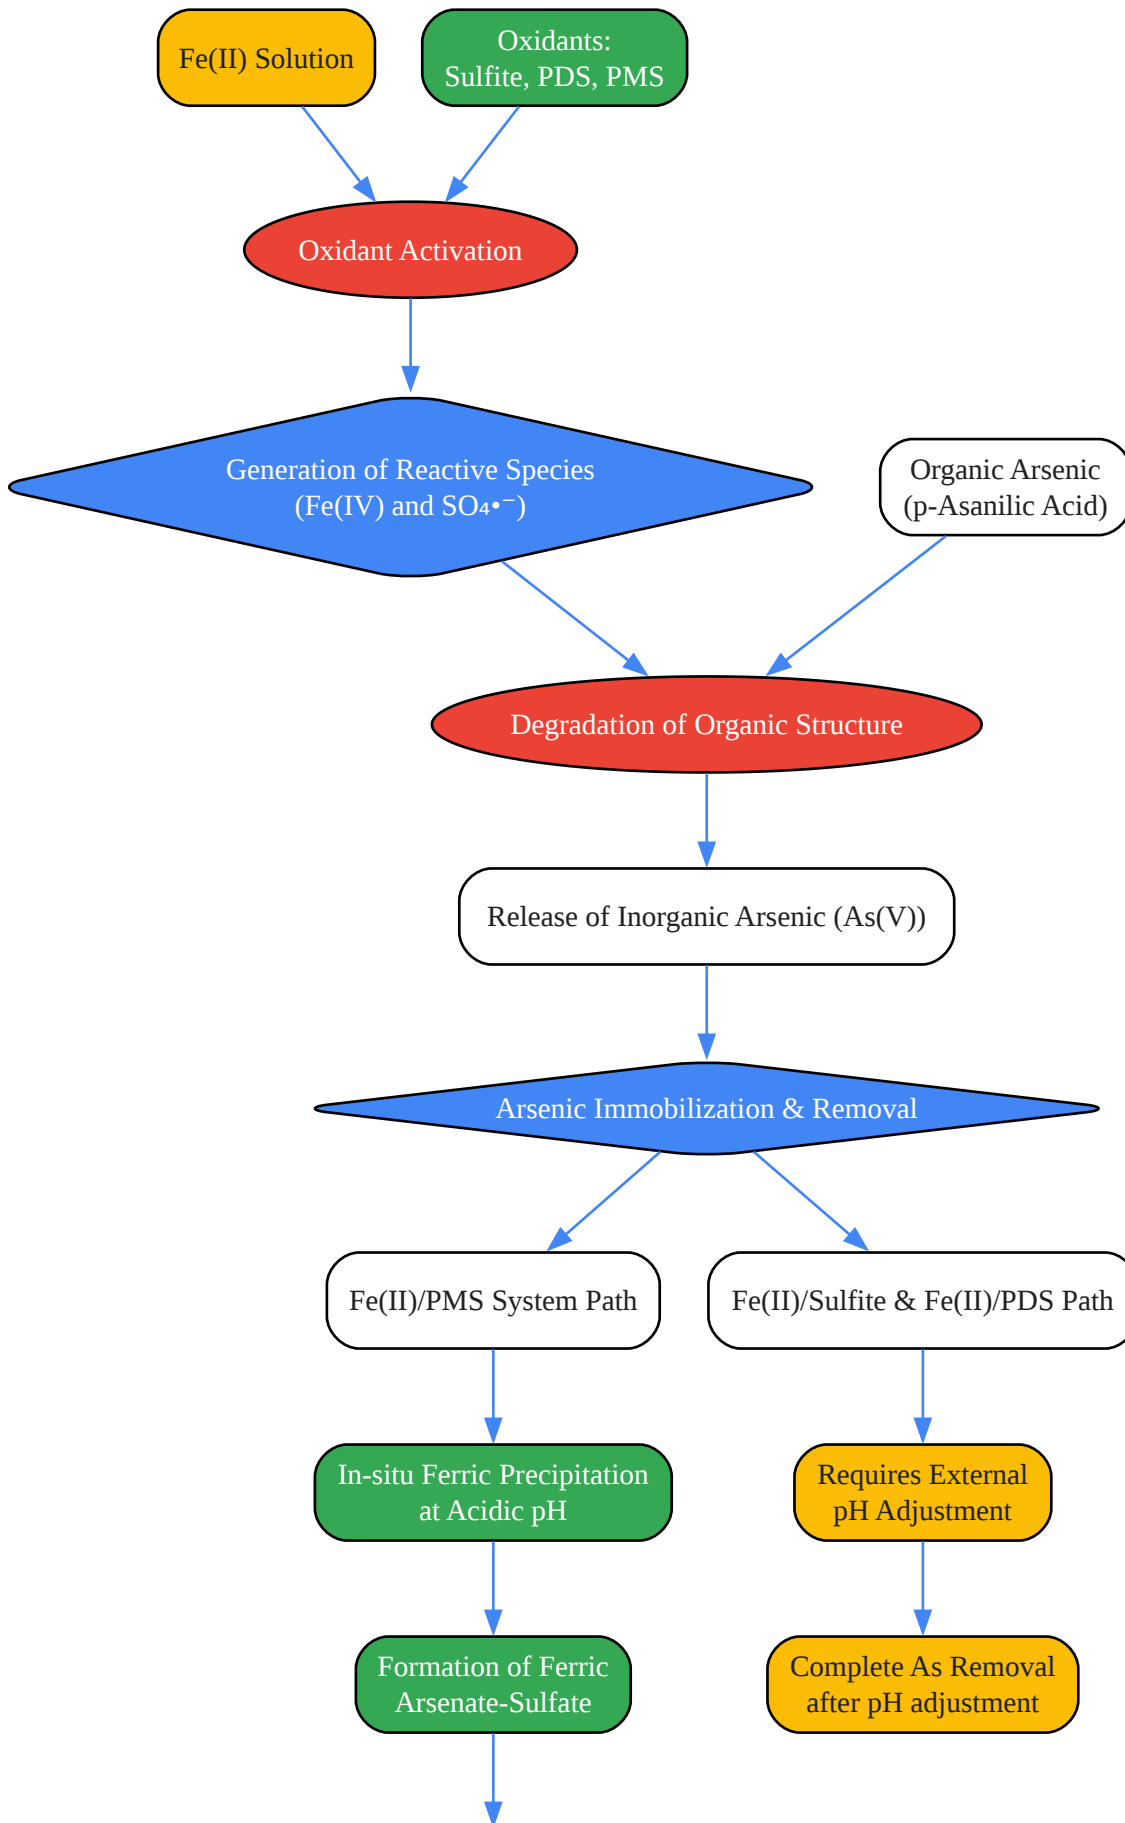 Fe(II) Solution
Oxidants:
Sulfite, PDS, PMS
Oxidant Activation
Generation of Reactive Species
(Fe(IV) and SO₄•⁻)
Organic Arsenic
(p-Asanilic Acid)
Degradation of Organic Structure
Release of Inorganic Arsenic (As(V))
Arsenic Immobilization & Removal
Fe(II)/PMS System Path
Fe(II)/Sulfite & Fe(II)/PDS Path
In-situ Ferric Precipitation
at Acidic pH
Requires External
pH Adjustment
Formation of Ferric
Arsenate-Sulfate
Complete As Removal
after pH adjustment